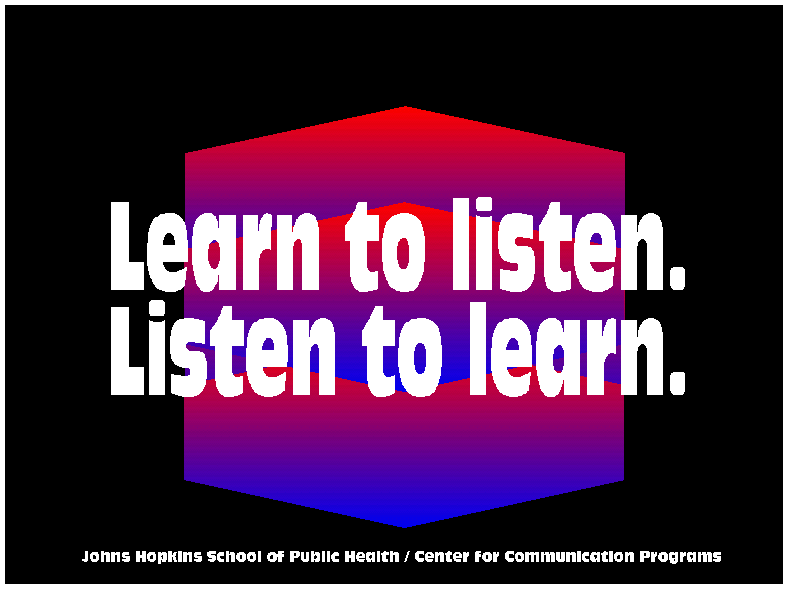 Learn to listen.
Listen to learn.
Johns Hopkins School of Public Health / Center for Communication Programs